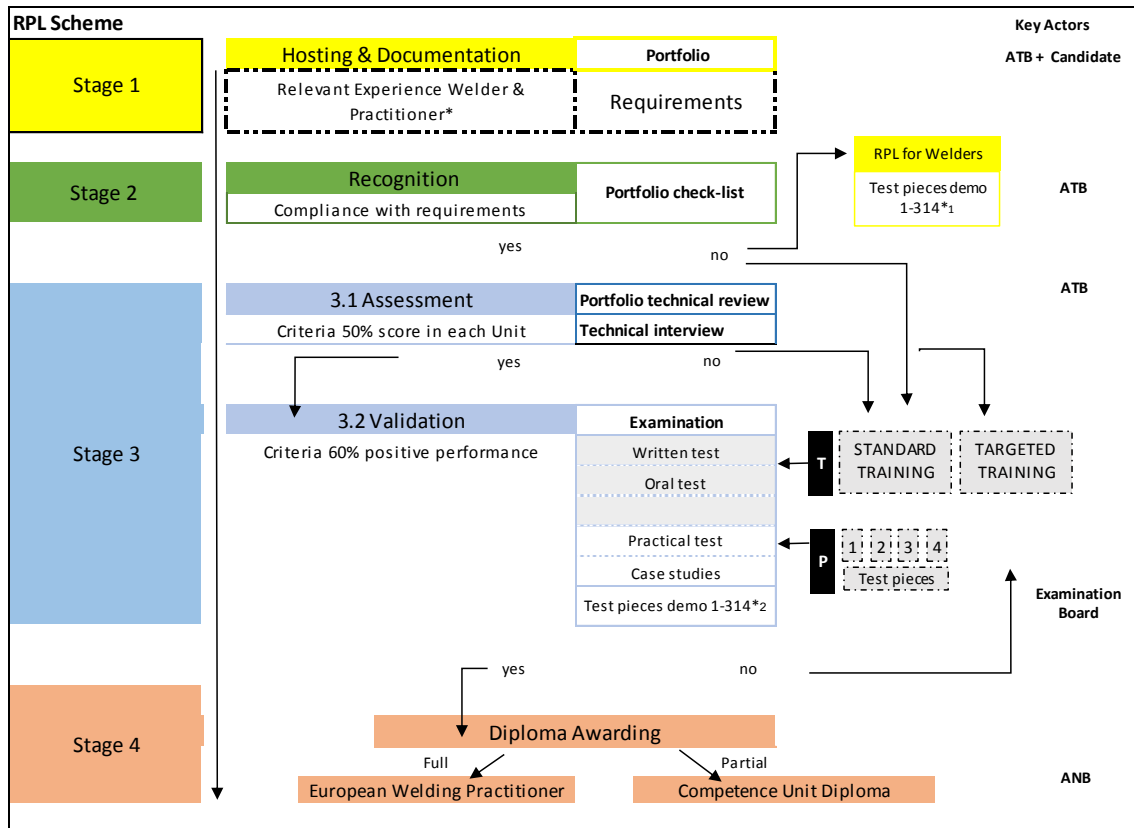 RPL Scheme
Key Actors
Stage 1
Hosting & Documentation
Portfolio
ATB + Candidate
Relevant Experience Welder &
Practitioner*
Requirements
RPL for Welders
Test pieces demo
1-314*1
Stage 2
Recognition
Compliance with requirements
Portfolio check-list
ATB
yes
no
Stage 3
3.1 Assessment
Portfolio technical review
ATB
Criteria 50% score in each Unit
Technical interview
yes
no
3.2 Validation
Examination
Criteria 60% positive performance
Written test
Oral test
T
STANDARD
TRAINING
TARGETED
TRAINING
Practical test
Case studies
Test pieces demo 1-314*2
P
1 2 3 4
Test pieces
Examination
Board
yes
no
Stage 4
Diploma Awarding
Full
Partial
European Welding Practitioner
Competence Unit Diploma
ANB